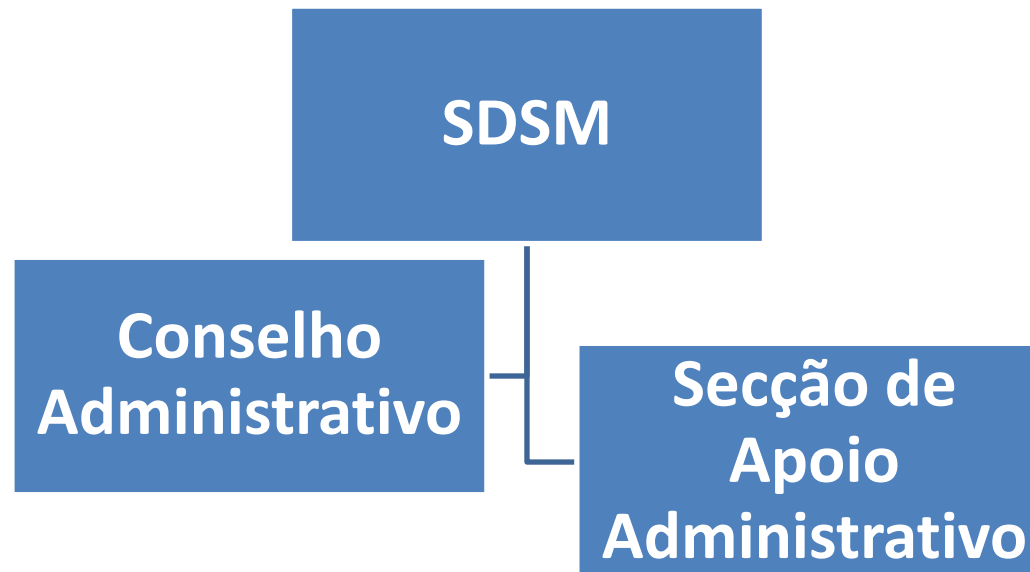 SDSM
Conselho
Administrativo
Secção de
Apoio
Administrativo